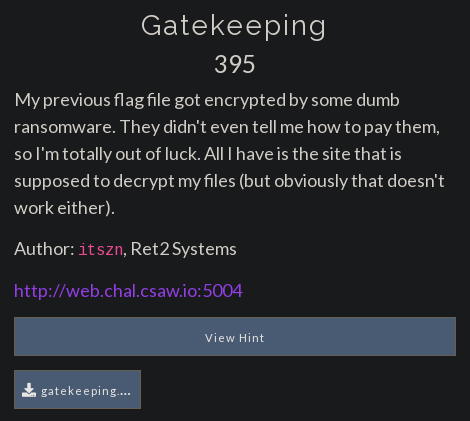 Gatekeeping
395
My previous flag file got encrypted by some dumb
ransomware. They didn't even tell me how to pay them,
so I'm totally out of luck. All I have is the site that is
supposed to decrypt my files (but obviously that doesn't
work either).
Author: itszn, Ret2 Systems
http://web.chal.csaw.io:5004
View Hint
gatekeeping....